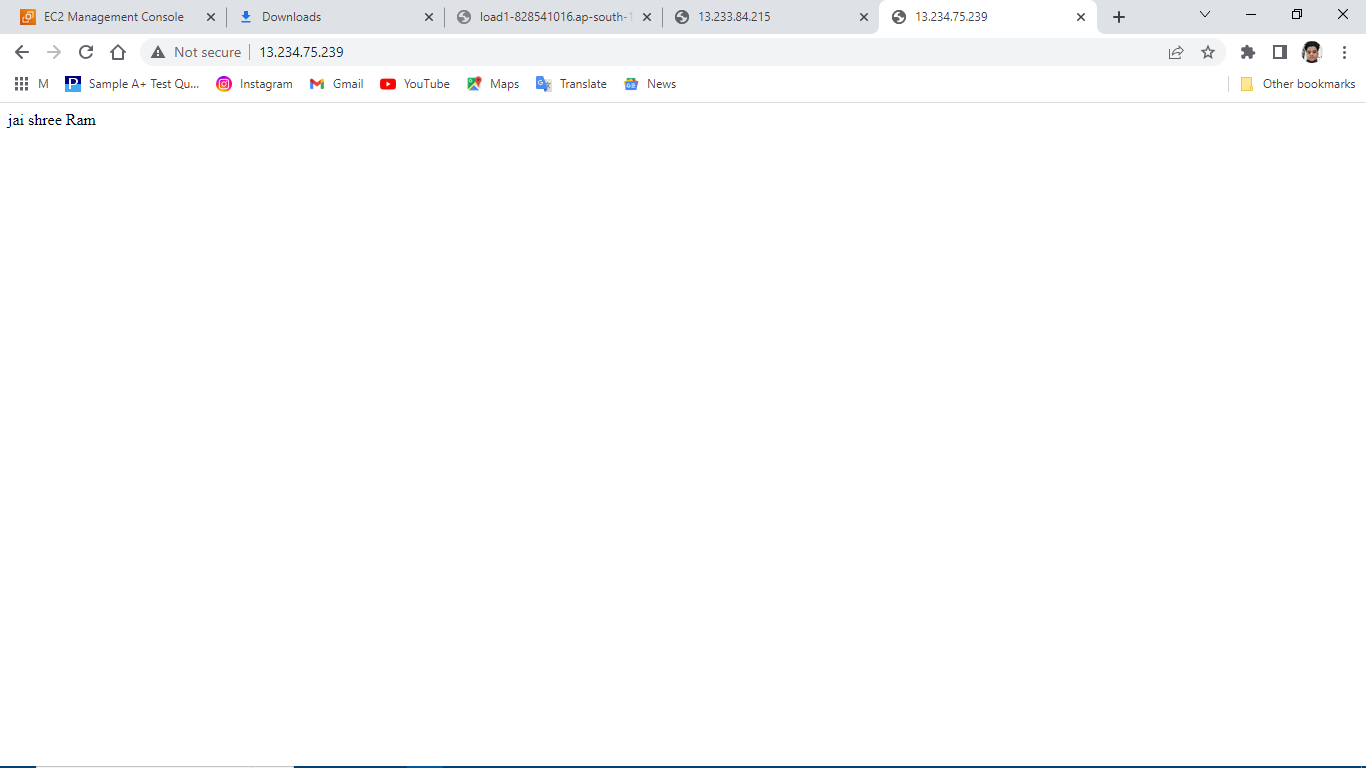 EC2 Management Console
Downloads
load1-828541016.ap-south-1
13.233.84.215
13.234.75.239
Not secure
13.234.75.239
M
Sample A+ Test Qu...
Instagram
Gmail
YouTube
Maps
Translate
News
Other bookmarks
jai shree Ram